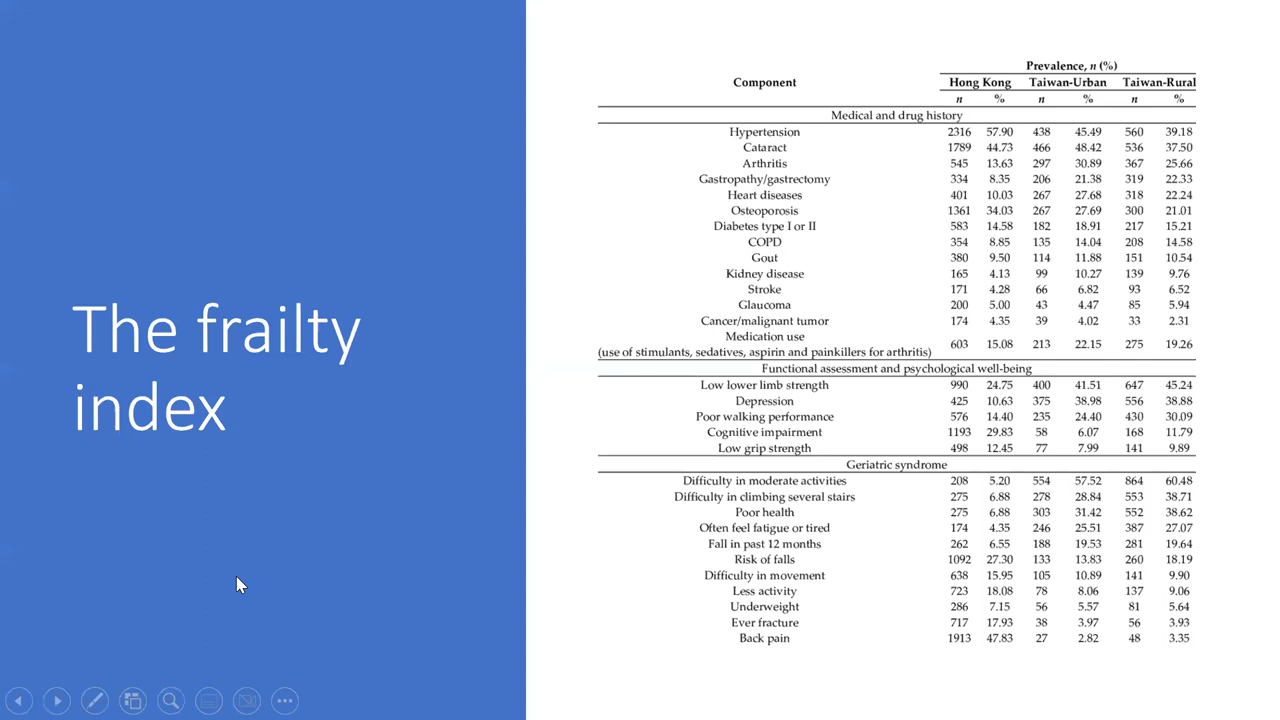 The frailty
index
Prevalence, n (%)
Component Hong Kong Taiwan-Urban Taiwan-Rural
n % n % n %
Medical and drug history
Hypertension 2316 57.90 438 45.49 560 39.18
Cataract 1789 44.73 466 48.42 536 37.50
Arthritis 545 13.63 297 30.89 367 25.66
Gastropathy/gastrectomy 334 8.35 206 21.38 319 22.33
Heart diseases 401 10.03 267 27.68 318 22.24
Osteoporosis 1361 34.03 267 27.69 300 21.01
Diabetes type I or II 583 14.58 182 18.91 217 15.21
COPD 354 8.85 135 14.04 208 14.58
Gout 380 9.50 114 11.88 151 10.54
Kidney disease 165 4.13 99 10.27 139 9.76
Stroke 171 4.28 66 6.82 93 6.52
Glaucoma 200 5.00 43 4.47 85 5.94
Cancer/malignant tumor 174 4.35 39 4.02 33 2.31
Medication use
(use of stimulants, sedatives, aspirin and painkillers for arthritis) 603 15.08 213 22.15 275 19.26
Functional assessment and psychological well-being
Low lower limb strength 990 24.75 400 41.51 647 45.24
Depression 425 10.63 375 38.98 556 38.88
Poor walking performance 576 14.40 235 24.40 430 30.09
Cognitive impairment 1193 29.83 58 6.07 168 11.79
Low grip strength 498 12.45 77 7.99 141 9.89
Geriatric syndrome
Difficulty in moderate activities 208 5.20 554 57.52 864 60.48
Difficulty in climbing several stairs 275 6.88 278 28.84 553 38.71
Poor health 275 6.88 303 31.42 552 38.62
Often feel fatigue or tired 174 4.35 246 25.51 387 27.07
Fall in past 12 months 262 6.55 188 19.53 281 19.64
Risk of falls 1092 27.30 133 13.83 260 18.19
Difficulty in movement 638 15.95 105 10.89 141 9.90
Less activity 723 18.08 78 8.06 137 9.06
Underweight 286 7.15 56 5.57 81 5.64
Ever fracture 717 17.93 38 3.97 56 3.93
Back pain 1913 47.83 27 2.82 48 3.35